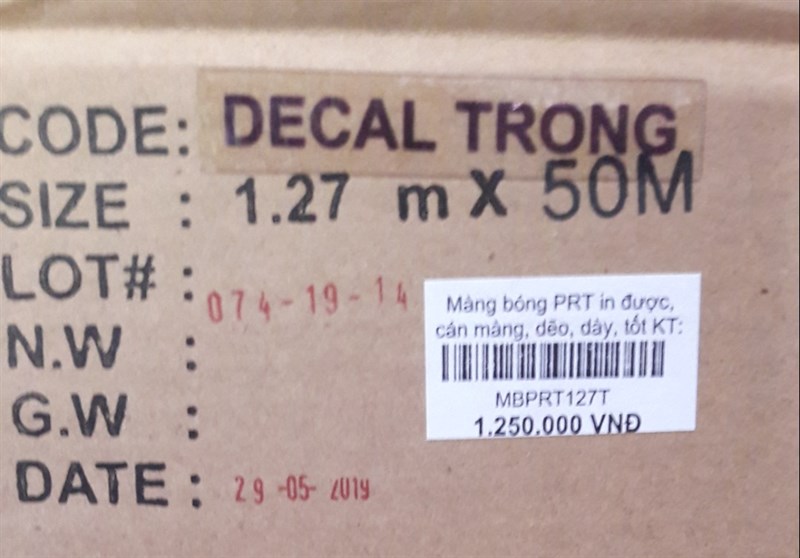 CODE: DECAL TRONG
SIZE : 1.27 m X 50M
LOT# : 074-19-14
N.W :
G.W :
DATE : 29-05-2019
Màng bóng PRT in được,
cán màng, dẽo, dày, tốt KT:
MBPRT127T
1.250.000 VNĐ